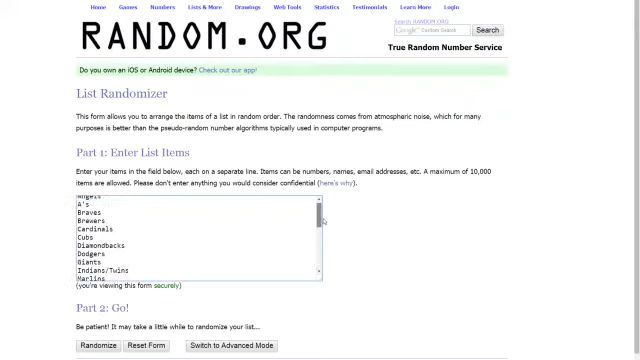 Home Games Numbers Lists & More Drawings Web Tools Statistics Testimonials Learn More Login
RANDOM.ORG
Search RANDOM.ORG
Google™ Custom Search Search
True Random Number Service
Do you own an iOS or Android device? Check out our app!
List Randomizer
This form allows you to arrange the items of a list in random order. The randomness comes from atmospheric noise, which for many
purposes is better than the pseudo-random number algorithms typically used in computer programs.
Part 1: Enter List Items
Enter your items in the field below, each on a separate line. Items can be numbers, names, email addresses, etc. A maximum of 10,000
items are allowed. Please don't enter anything you would consider confidential (here's why).
Angels
A's
Braves
Brewers
Cardinals
Cubs
Diamondbacks
Dodgers
Giants
Indians/Twins
Marlins
(you're viewing this form securely)
Part 2: Go!
Be patient! It may take a little while to randomize your list...
Randomize Reset Form Switch to Advanced Mode